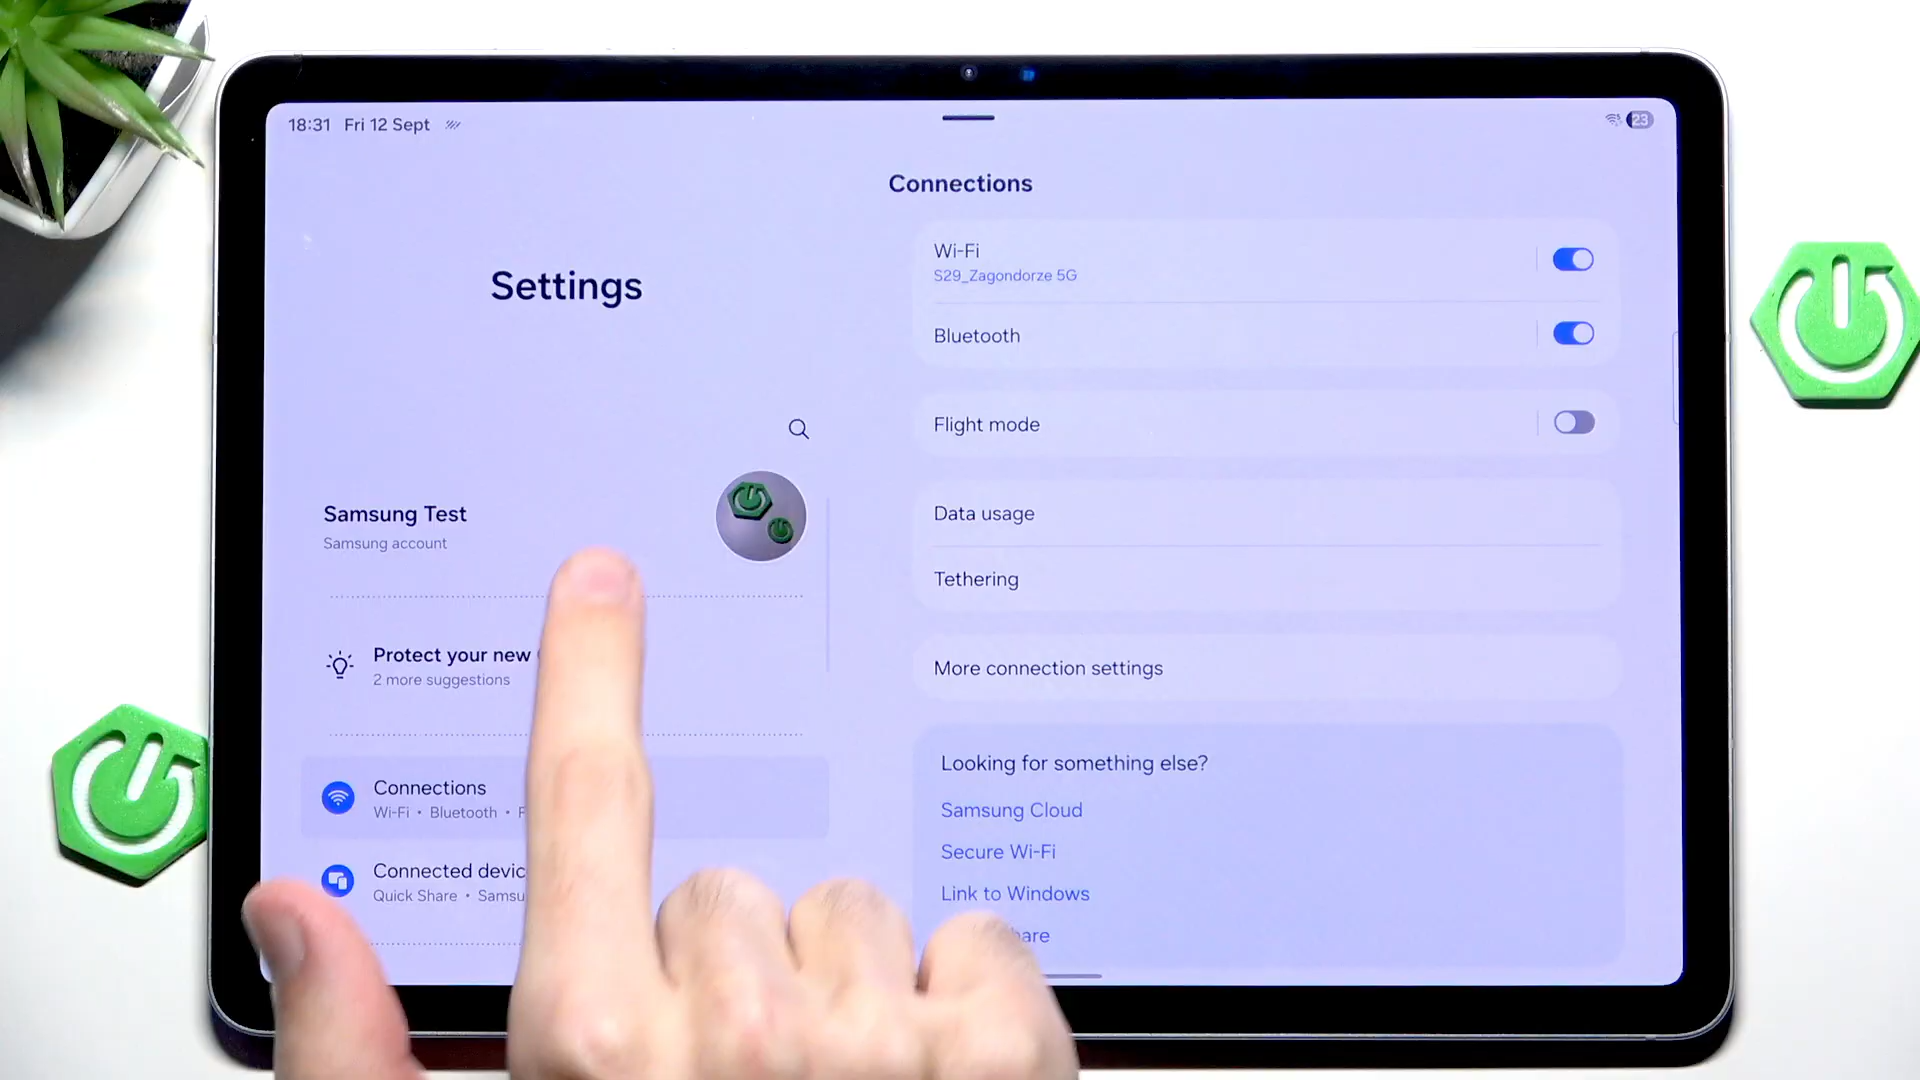 18:31 Fri 12 Sept
23
Settings
Samsung Test
Samsung account
Protect your new
2 more suggestions
Connections
Wi-Fi • Bluetooth •
Connected
Quick Share •
Connections
Wi-Fi
S29_Zagondorze 5G
Bluetooth
Flight mode
Data usage
Tethering
More connection settings
Looking for something else?
Samsung Cloud
Secure Wi-Fi
Link to Windows